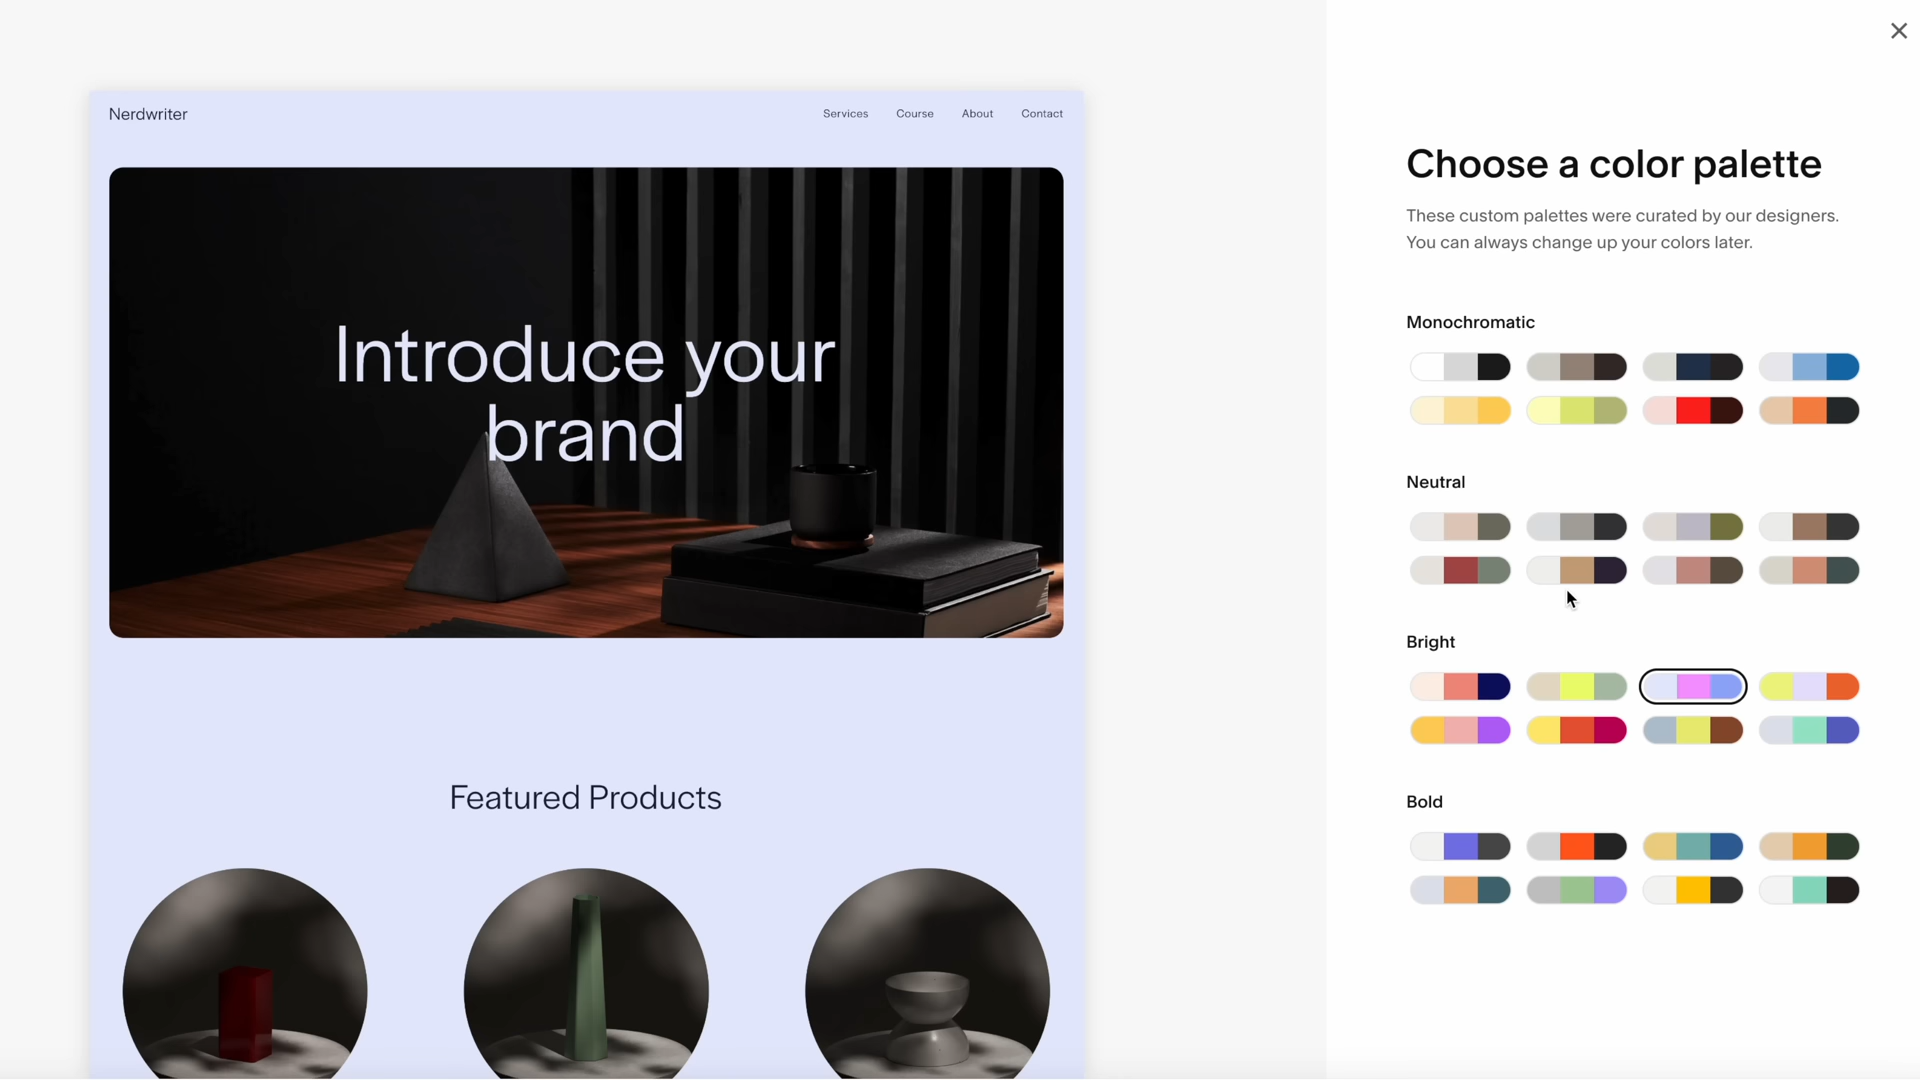 Nerdwriter
Services Course About Contact
Introduce your
brand
Featured Products
Choose a color palette
These custom palettes were curated by our designers.
You can always change up your colors later.
Monochromatic
Neutral
Bright
Bold